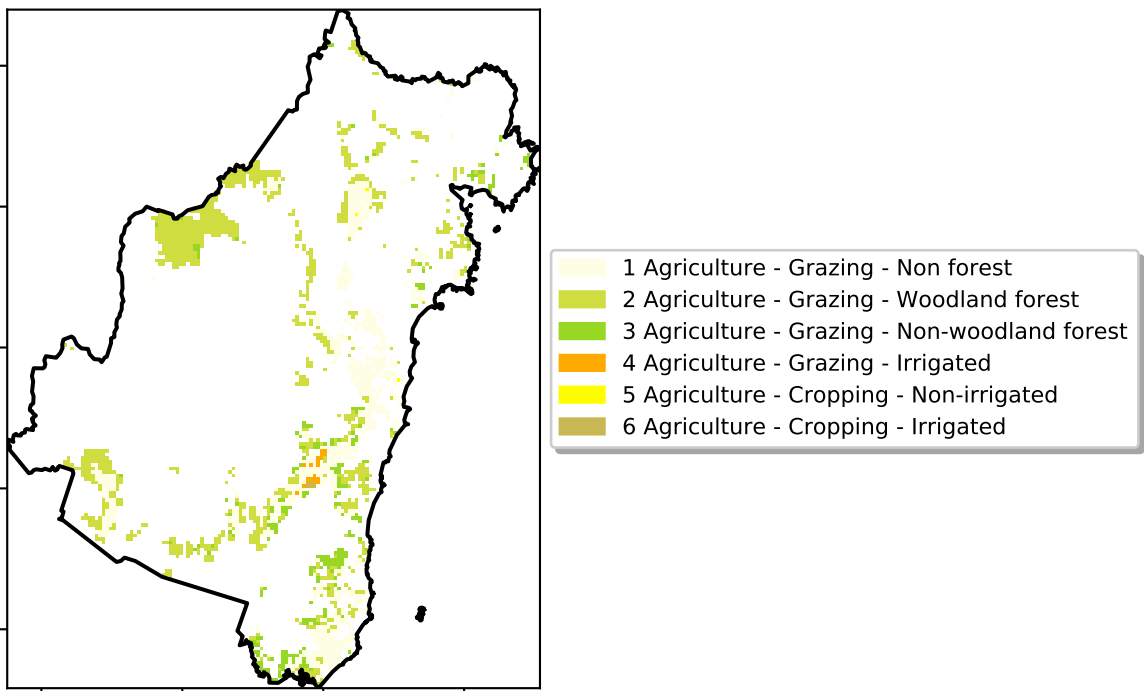 1 Agriculture - Grazing - Non forest
2 Agriculture - Grazing - Woodland forest
3 Agriculture - Grazing - Non-woodland forest
4 Agriculture - Grazing - Irrigated
5 Agriculture - Cropping - Non-irrigated
6 Agriculture - Cropping - Irrigated